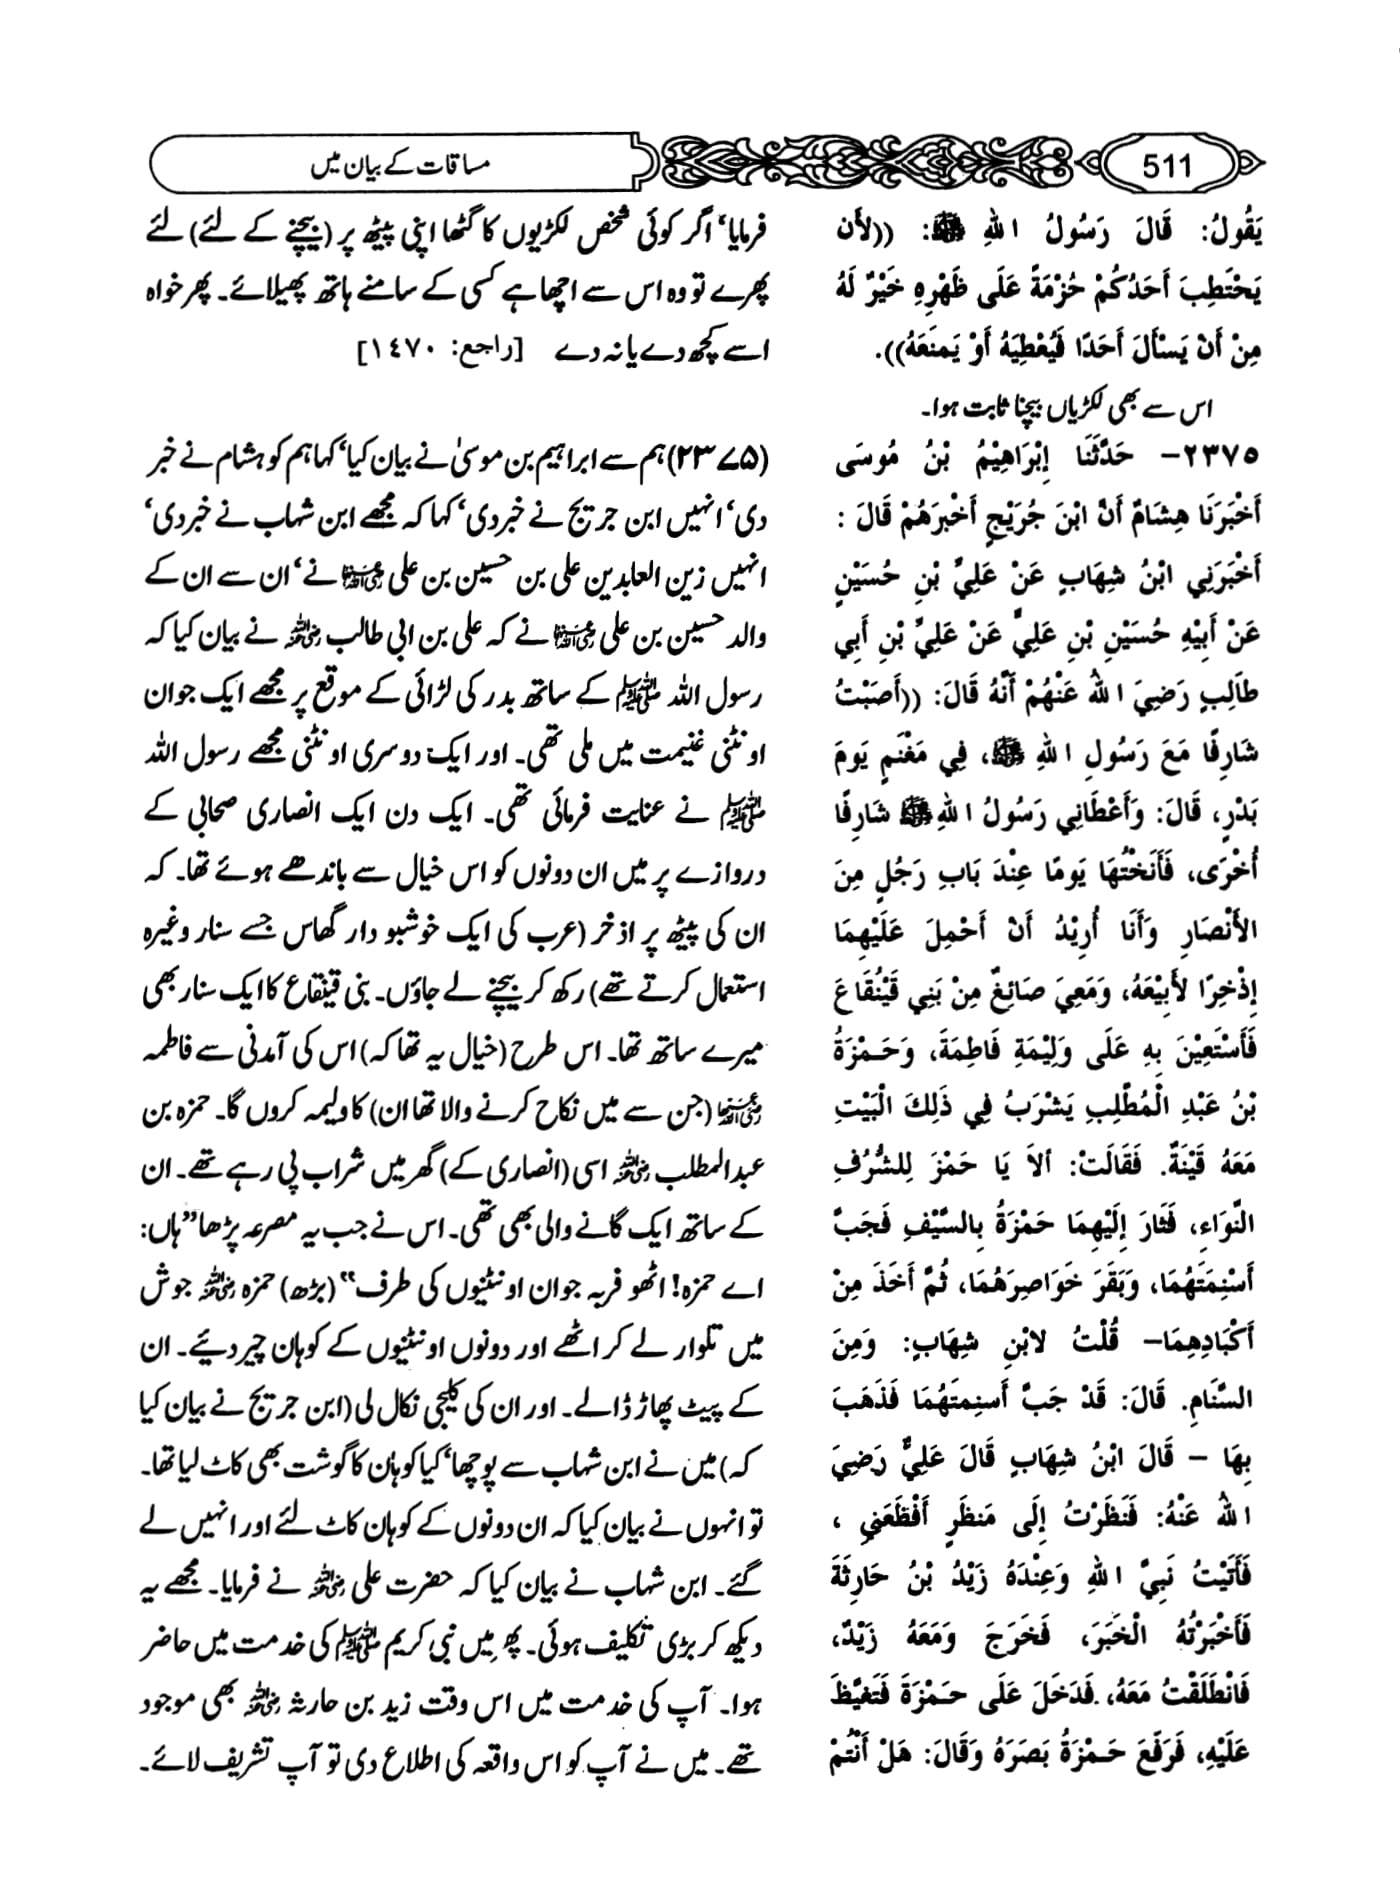 511
مساقات کے بیان میں
يَقُولُ: قَالَ رَسُولُ اللهِ ﷺ: ((لأَن
يَحْتَطِبَ أَحَدُكُمْ حُزْمَةً عَلَى ظَهْرِهِ خَيْرٌ لَهُ
مِنْ أَنْ يَسْأَلَ أَحَدًا فَيُعْطِيَهُ أَوْ يَمنَعَهُ)).
فرمایا‘ اگر کوئی شخص لکڑیوں کا گٹھا اپنی پیٹھ پر (بیچنے کے لئے) لئے
پھرے تو وہ اس سے اچھا ہے کسی کے سامنے ہاتھ پھیلائے۔ پھر خواہ
اسے کچھ دے یا نہ دے [راجع: ١٤٧٠]
اس سے بھی لکڑیاں بیچنا ثابت ہوا۔
٢٣٧٥- حَدَّثَنَا إِبْرَاهِيْمُ بْنُ مُوسَى
أَخْبَرَنَا هِشَامٌ أَنَّ ابْنَ جُرَيْجٍ أَخْبَرَهُمْ قَالَ :
أَخْبَرَنِي ابْنُ شِهَابٍ عَنْ عَلِيِّ بْنِ حُسَيْنٍ
عَنْ أَبِيْهِ حُسَيْنِ بْنِ عَلِيٍّ عَنْ عَلِيِّ بْنِ أَبِي
طَالِبٍ رَضِيَ اللهُ عَنْهُمْ أَنَّهُ قَالَ: ((أَصَبْتُ
شَارِفًا مَعَ رَسُولِ اللهِ ﷺ، فِي مَغْنَمٍ يَومَ
بَدْرٍ، قَالَ: وَأَعْطَانِي رَسُولُ اللهِ ﷺ شَارِفًا
أُخْرَى، فَأَنَخْتُهَا يَومًا عِنْدَ بَابِ رَجُلٍ مِنَ
الأَنْصَارِ وَأَنَا أُرِيْدُ أَنْ أَحْمِلَ عَلَيْهِمَا
إِذْخِرًا لأَبِيْعَهُ، وَمَعِيَ صَائِغٌ مِنْ بَنِي قَيْنُقَاعَ
فَأَسْتَعِيْنَ بِهِ عَلَى وَلِيْمَةِ فَاطِمَةَ، وَحَمْزَةُ
بْنُ عَبْدِ الْمُطَّلِبِ يَشْرَبُ فِي ذَلِكَ الْبَيْتِ
مَعَهُ قَيْنَةٌ. فَقَالَتْ: أَلاَ يَا حَمْزَ لِلشُّرُفِ
النَّوَاءِ، فَثَارَ إِلَيْهِمَا حَمْزَةُ بِالسَّيْفِ فَجَبَّ
أَسْنِمَتَهُمَا، وَبَقَرَ خَوَاصِرَهُمَا، ثُمَّ أَخَذَ مِنْ
أَكْبَادِهِمَا– قُلْتُ لابْنِ شِهَابٍ: وَمِنَ
السَّنَامِ. قَالَ: قَدْ جَبَّ أَسنِمتَهُمَا فَذَهَبَ
بِهَا – قَالَ ابْنُ شِهَابٍ قَالَ عَلِيٌّ رَضِيَ
اللهُ عَنْهُ: فَنَظَرْتُ إِلَى مَنظَرٍ أَفْظَعَنِي ،
فَأَتَيْتُ نَبِيَّ اللهِ وَعِنْدَهُ زَيْدُ بْنُ حَارِثَةَ
فَأَخْبَرْتُهُ الْخَبَرَ، فَخَرَجَ وَمَعَهُ زَيْدٌ،
فَانْطَلَقْتُ مَعَهُ، فَدَخَلَ عَلَى حَمْزَةَ فَتَغَيَّظَ
عَلَيْهِ، فَرَفَعَ حَمْزَةُ بَصَرَهُ وَقَالَ: هَلْ أَنْتُمْ
(۲۳۷۵) ہم سے ابراہیم بن موسیٰ نے بیان کیا‘ کہا ہم کو ہشام نے خبر
دی‘ انہیں ابن جریج نے خبر دی‘ کہا کہ مجھے ابن شہاب نے خبر دی‘
انہیں زین العابدین علی بن حسین بن علی رضی اللہ عنہما نے‘ ان سے ان کے
والد حسین بن علی رضی اللہ عنہما نے کہ علی بن ابی طالب رضی اللہ عنہ نے بیان کیا کہ
رسول اللہ ﷺ کے ساتھ بدر کی لڑائی کے موقع پر مجھے ایک جوان
اونٹنی غنیمت میں ملی تھی۔ اور ایک دوسری اونٹنی مجھے رسول اللہ
ﷺ نے عنایت فرمائی تھی۔ ایک دن ایک انصاری صحابی کے
دروازے پر میں ان دونوں کو اس خیال سے باندھے ہوئے تھا۔ کہ
ان کی پیٹھ پر اذخر (عرب کی ایک خوشبو دار گھاس جسے سنار وغیرہ
استعمال کرتے تھے) رکھ کر بیچنے لے جاؤں۔ بنی قینقاع کا ایک سنار بھی
میرے ساتھ تھا۔ اس طرح (خیال یہ تھا کہ) اس کی آمدنی سے فاطمہ
رضی اللہ عنہا (جن سے میں نکاح کرنے والا تھا ان) کا ولیمہ کروں گا۔ حمزہ بن
عبدالمطلب رضی اللہ عنہ اسی (انصاری کے) گھر میں شراب پی رہے تھے۔ ان
کے ساتھ ایک گانے والی بھی تھی۔ اس نے جب یہ مصرعہ پڑھا ”ہاں:
اے حمزہ! اٹھو فربہ جوان اونٹنیوں کی طرف“ (بڑھ) حمزہ رضی اللہ عنہ جوش
میں تلوار لے کر اٹھے اور دونوں اونٹنیوں کے کوہان چیر دیئے۔ ان
کے پیٹ پھاڑ ڈالے۔ اور ان کی کلیجی نکال لی (ابن جریج نے بیان کیا
کہ) میں نے ابن شہاب سے پوچھا‘ کیا کوہان کا گوشت بھی کاٹ لیا تھا۔
تو انہوں نے بیان کیا کہ ان دونوں کے کوہان کاٹ لئے اور انہیں لے
گئے۔ ابن شہاب نے بیان کیا کہ حضرت علی رضی اللہ عنہ نے فرمایا۔ مجھے یہ
دیکھ کر بڑی تکلیف ہوئی۔ پھر میں نبی کریم ﷺ کی خدمت میں حاضر
ہوا۔ آپ کی خدمت میں اس وقت زید بن حارثہ رضی اللہ عنہ بھی موجود
تھے۔ میں نے آپ کو اس واقعہ کی اطلاع دی تو آپ تشریف لائے۔